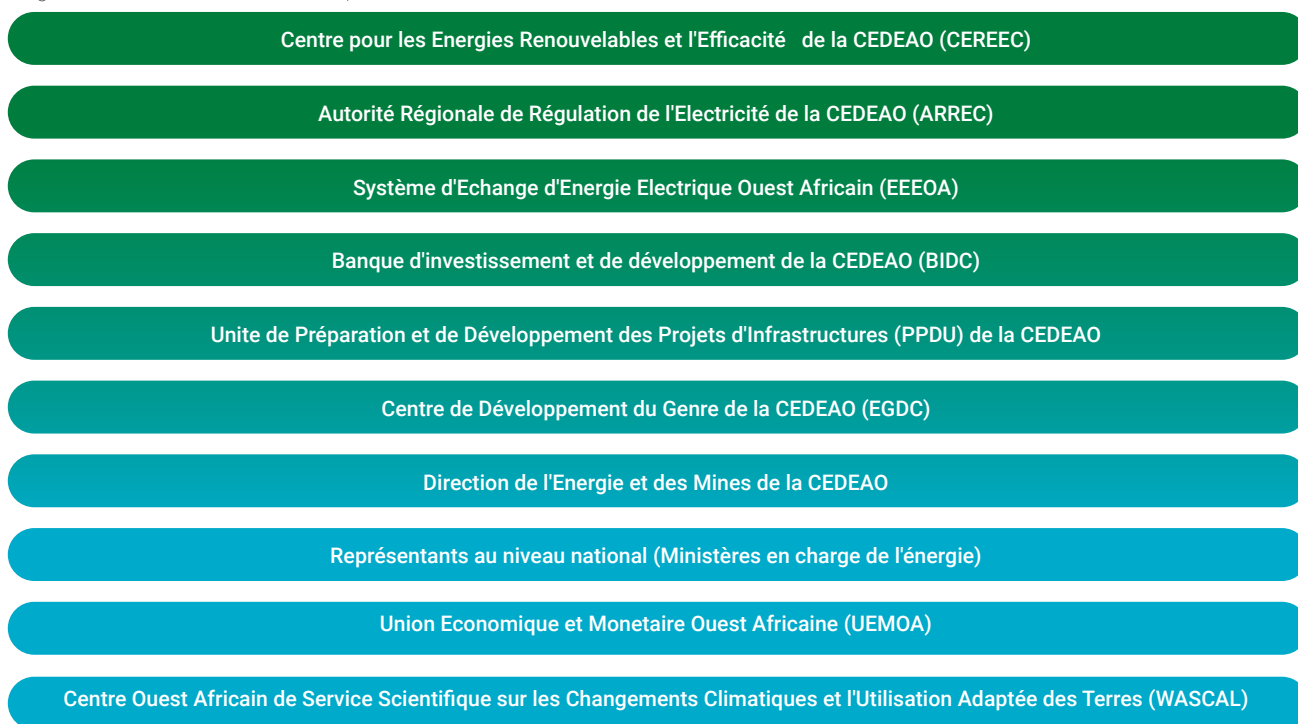 Centre pour les Energies Renouvelables et l'Efficacité de la CEDEAO (CEREEC)
Autorité Régionale de Régulation de l'Electricité de la CEDEAO (ARREC)
Système d'Echange d'Energie Electrique Ouest Africain (EEEOA)
Banque d'investissement et de développement de la CEDEAO (BIDC)
Unite de Préparation et de Développement des Projets d'Infrastructures (PPDU) de la CEDEAO
Centre de Développement du Genre de la CEDEAO (EGDC)
Direction de l'Energie et des Mines de la CEDEAO
Représentants au niveau national (Ministères en charge de l'énergie)
Union Economique et Monetaire Ouest Africaine (UEMOA)
Centre Ouest Africain de Service Scientifique sur les Changements Climatiques et l'Utilisation Adaptée des Terres (WASCAL)